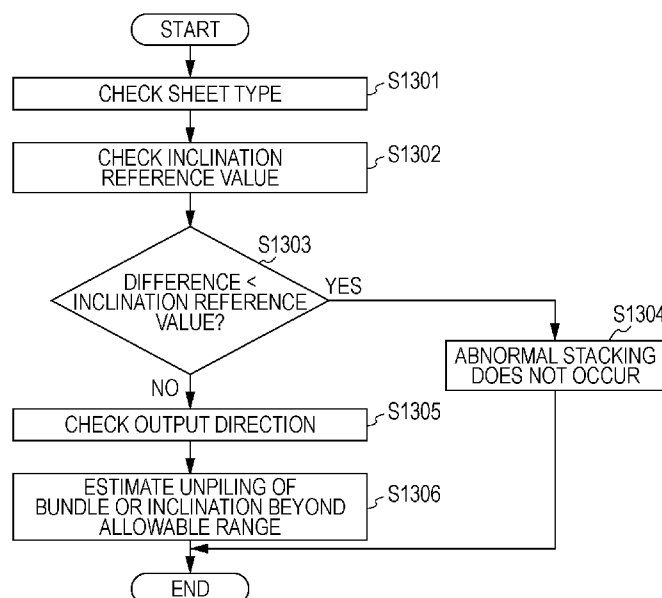 START
S1301
CHECK SHEET TYPE
S1302
CHECK INCLINATION
REFERENCE VALUE
S1303
DIFFERENCE <
INCLINATION REFERENCE
VALUE?
YES
S1304
ABNORMAL STACKING
DOES NOT OCCUR
NO
S1305
CHECK OUTPUT DIRECTION
S1306
ESTIMATE UNPILING OF
BUNDLE OR INCLINATION BEYOND
ALLOWABLE RANGE
END